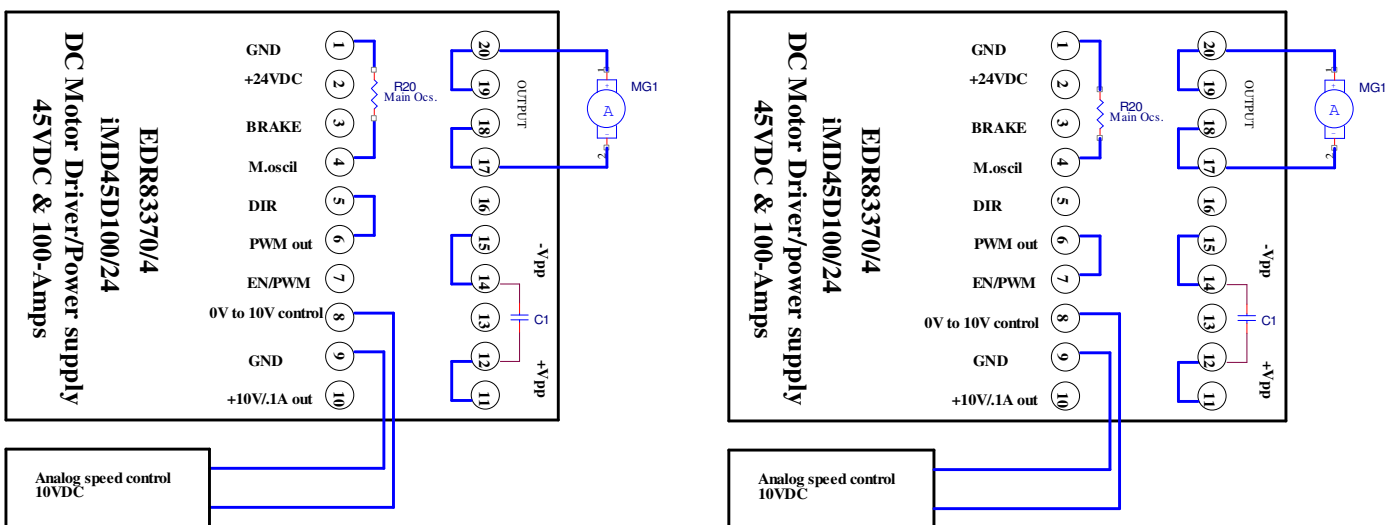 EDR83370/4
iMD45D100/24
DC Motor Driver/Power supply
45VDC & 100-Amps
GND 1
+24VDC 2
BRAKE 3
M.oscil 4
DIR 5
PWM out 6
EN/PWM 7
0V to 10V control 8
GND 9
+10V/.1A out 10
R20
Main Ocs.
20
19
18
17
16
15
14
13
12
11
OUTPUT
-Vpp
+Vpp
C1
1
+
A
-
2
MG1
Analog speed control
10VDC
EDR83370/4
iMD45D100/24
DC Motor Driver/power supply
45VDC & 100-Amps
GND 1
+24VDC 2
BRAKE 3
M.oscil 4
DIR 5
PWM out 6
EN/PWM 7
0V to 10V control 8
GND 9
+10V/.1A out 10
R20
Main Ocs.
20
19
18
17
16
15
14
13
12
11
OUTPUT
-Vpp
+Vpp
C1
1
+
A
-
2
MG1
Analog speed control
10VDC